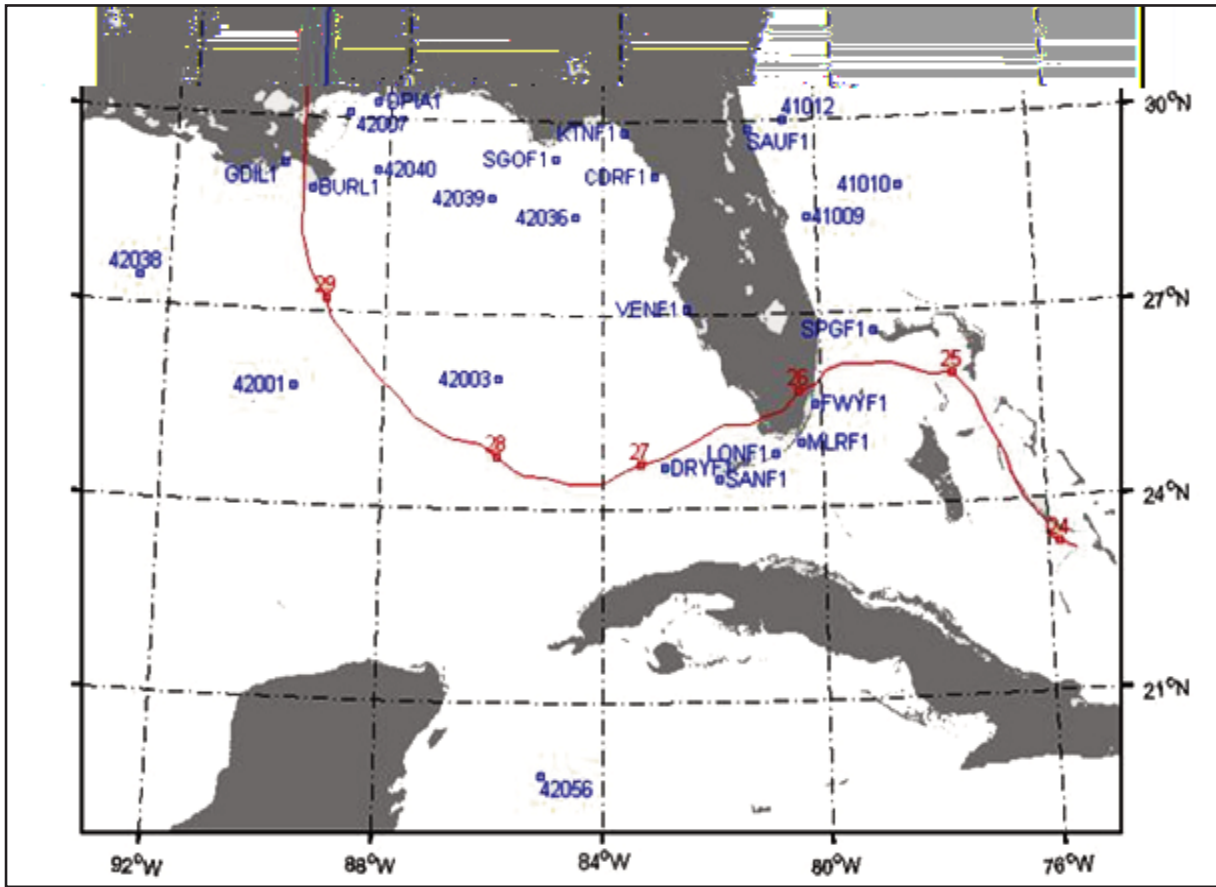 DPIA1
42007
41012
30°N
KTNF1
SAUF1
SGOF1
GDIL1
42040
BURL1
CDRF1
42039
41010
42036
41009
42038
29
27°N
VENF1
SPGF1
42001
42003
26
25
FWYF1
28
27
MLRF1
LONF1
DRYF1
SANF1
24°N
24
21°N
42056
92°W
88°W
84°W
80°W
76°W